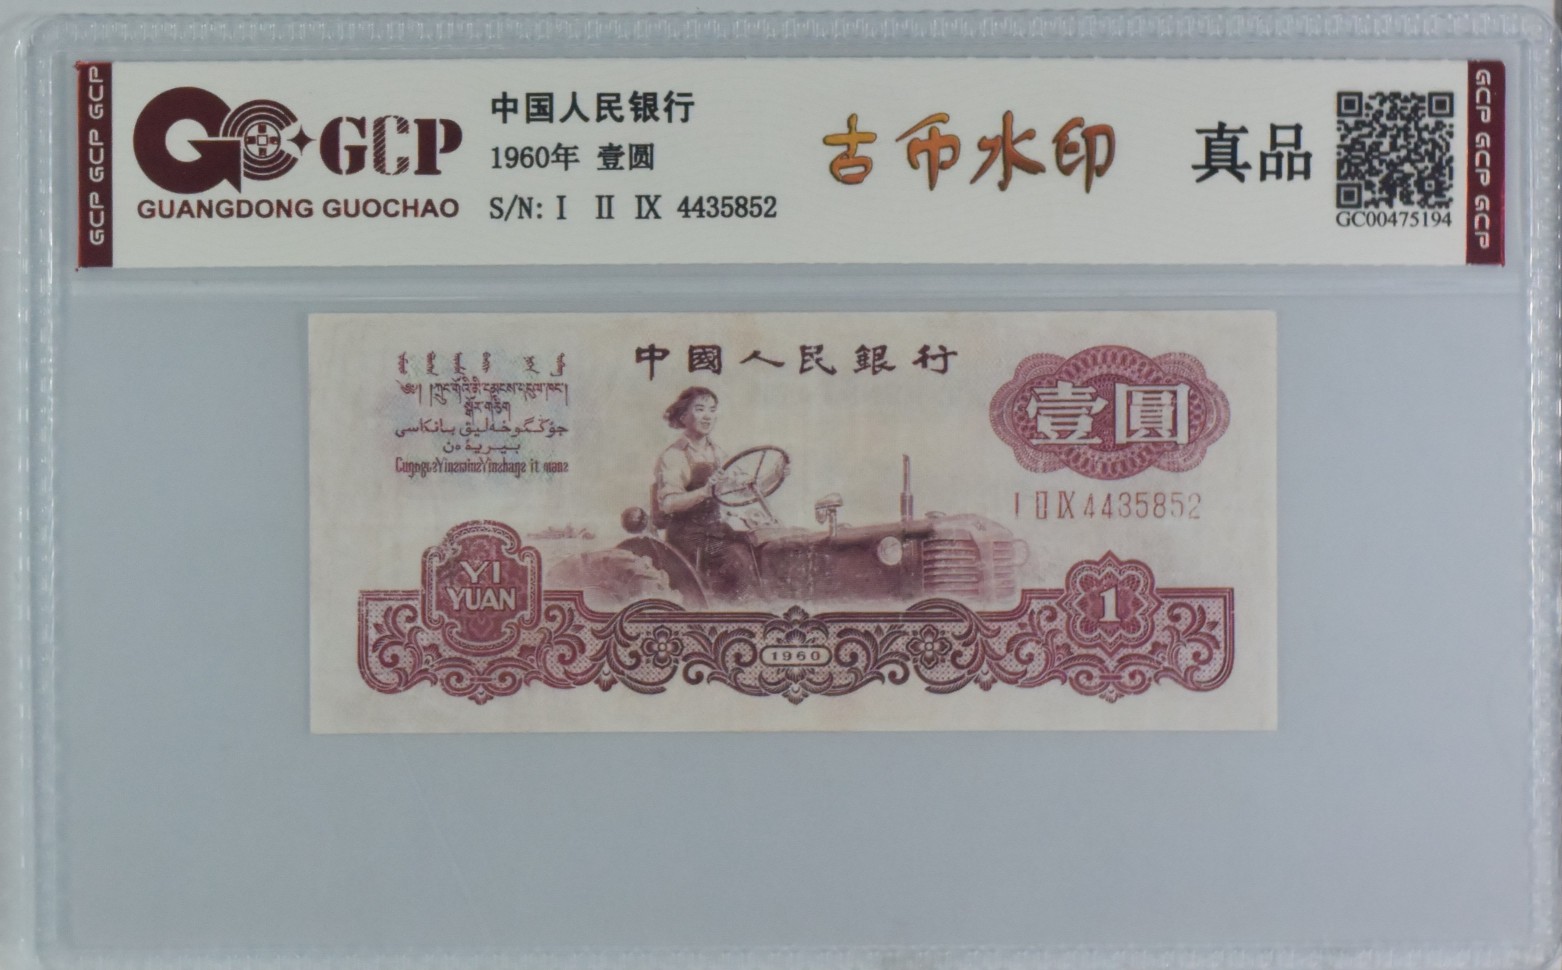 GCP GCP GCP
GCP
GUANGDONG GUOCHAO
中国人民银行
1960年 壹圆
S/N: I II IX 4435852
古币水印
真品
GC00475194
GCP GCP GCP
中國人民銀行
壹圓
I II IX 4435852
YI
YUAN
1
1960